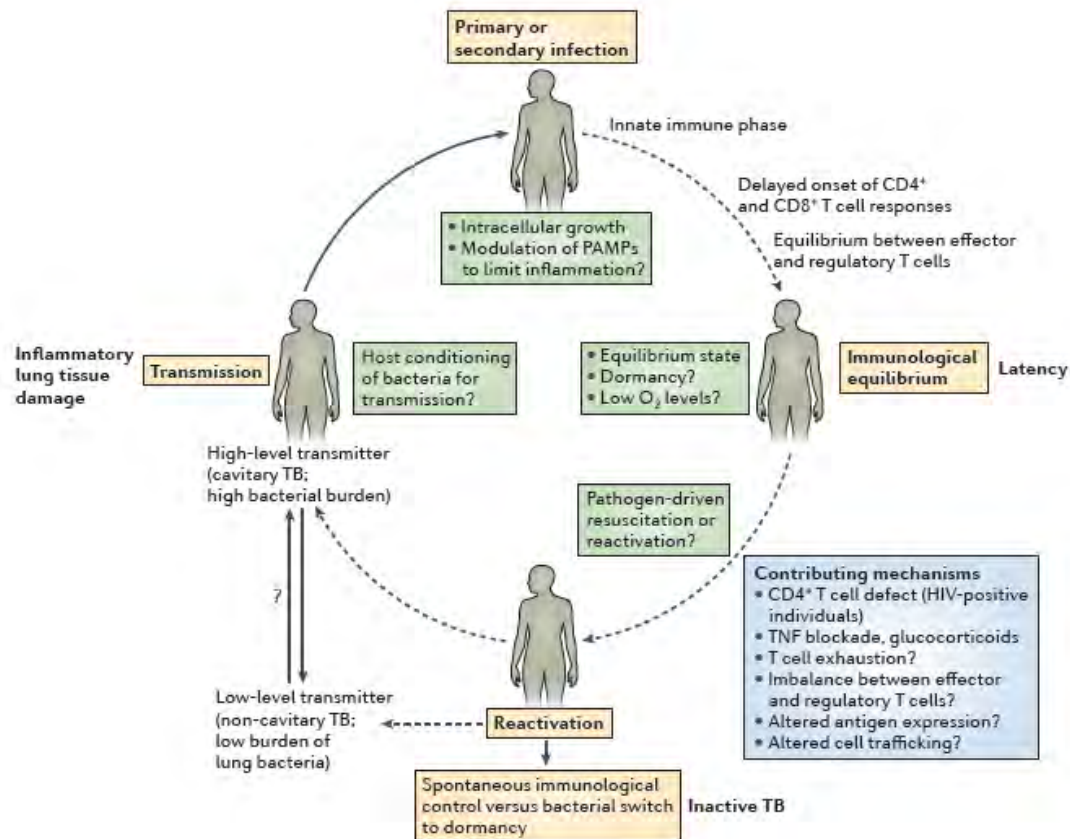 Primary or
secondary infection
Innate immune phase
Delayed onset of CD4⁺
and CD8⁺ T cell responses
Equilibrium between effector
and regulatory T cells
• Intracellular growth
• Modulation of PAMPs
to limit inflammation?
Inflammatory
lung tissue
damage
Transmission
Host conditioning
of bacteria for
transmission?
• Equilibrium state
• Dormancy?
• Low O₂ levels?
Immunological
equilibrium
Latency
High-level transmitter
(cavitary TB;
high bacterial burden)
Pathogen-driven
resuscitation or
reactivation?
Contributing mechanisms
• CD4⁺ T cell defect (HIV-positive
individuals)
• TNF blockade, glucocorticoids
• T cell exhaustion?
• Imbalance between effector
and regulatory T cells?
• Altered antigen expression?
• Altered cell trafficking?
?
Low-level transmitter
(non-cavitary TB;
low burden of
lung bacteria)
Reactivation
Spontaneous immunological
control versus bacterial switch
to dormancy
Inactive TB